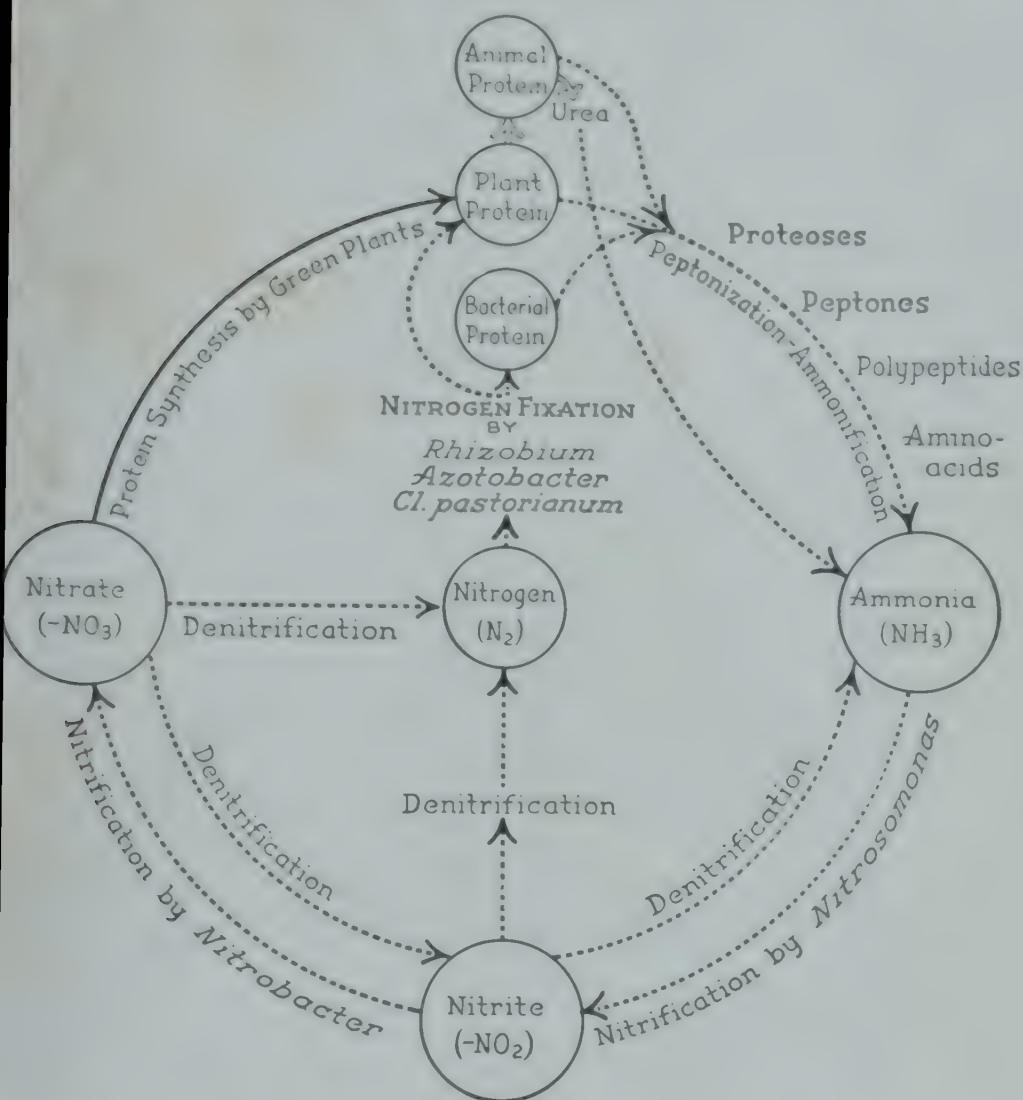 Animal
Protein
Urea
Plant
Protein
Protein Synthesis by Green Plants
Proteoses
Peptonization-Ammonification
Peptones
Bacterial
Protein
Polypeptides
NITROGEN FIXATION
BY
Rhizobium
Azotobacter
Cl. pastorianum
Amino-
acids
Nitrate
(-NO₃)
Denitrification
Nitrogen
(N₂)
Ammonia
(NH₃)
Nitrification by Nitrobacter
Denitrification
Denitrification
Denitrification
Nitrification by Nitrosomonas
Nitrite
(-NO₂)